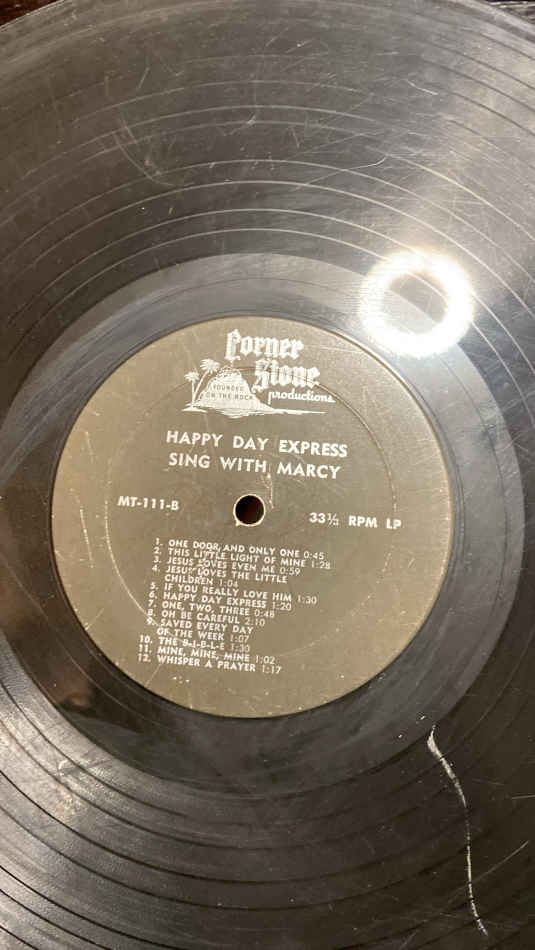 Corner
Stone
FOUNDED
ON THE ROCK
productions
HAPPY DAY EXPRESS
SING WITH MARCY
MT-111-B
33⅓ RPM LP
1. ONE DOOR, AND ONLY ONE 0:45
2. THIS LITTLE LIGHT OF MINE 1:28
3. JESUS LOVES EVEN ME 0:59
4. JESUS LOVES THE LITTLE
CHILDREN 1:04
5. IF YOU REALLY LOVE HIM 1:30
6. HAPPY DAY EXPRESS 1:20
7. ONE, TWO, THREE 0:48
8. OH BE CAREFUL 2:10
9. SAVED EVERY DAY
OF THE WEEK 1:07
10. THE B-I-B-L-E 1:30
11. MINE, MINE, MINE 1:02
12. WHISPER A PRAYER 1:17